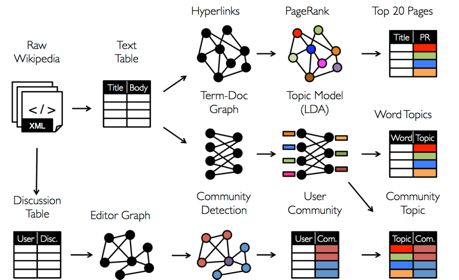 Hyperlinks
PageRank
Top 20 Pages
Raw
Wikipedia
Text
Table
Title PR
</>
XML
Title Body
Term-Doc
Graph
Topic Model
(LDA)
Word Topics
Word Topic
Discussion
Table
Editor Graph
Community
Detection
User
Community
Community
Topic
User Disc.
User Com.
Topic Com.